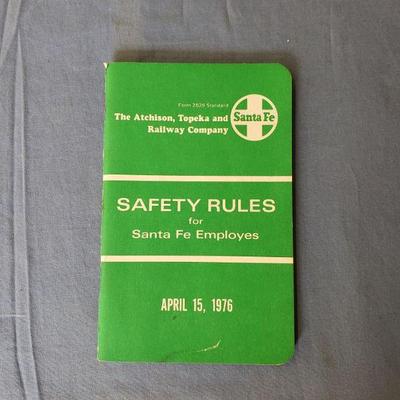 Form 2629 Standard
The Atchison, Topeka and
Railway Company
Santa Fe
SAFETY RULES
for
Santa Fe Employes
APRIL 15, 1976